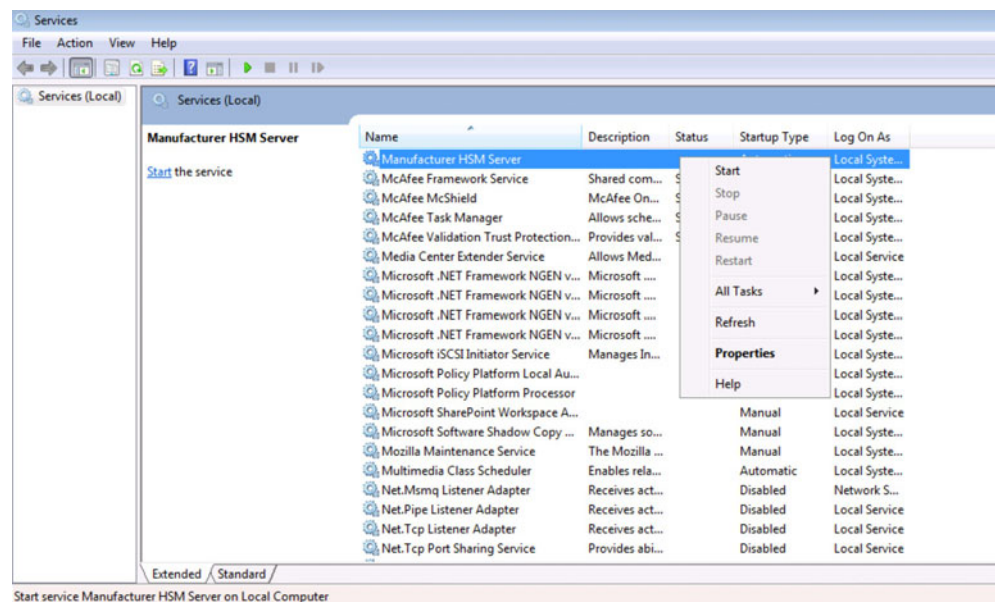 Services
File Action View Help
Services (Local)
Services (Local)
Manufacturer HSM Server
Start the service
Name Description Status Startup Type Log On As
Manufacturer HSM Server Local Syste...
McAfee Framework Service Shared com... S Local Syste...
McAfee McShield McAfee On... S Local Syste...
McAfee Task Manager Allows sche... S Local Syste...
McAfee Validation Trust Protection... Provides val... S Local Syste...
Media Center Extender Service Allows Med... Local Service
Microsoft .NET Framework NGEN v... Microsoft .... Local Syste...
Microsoft .NET Framework NGEN v... Microsoft .... Local Syste...
Microsoft .NET Framework NGEN v... Microsoft .... Local Syste...
Microsoft .NET Framework NGEN v... Microsoft .... Local Syste...
Microsoft iSCSI Initiator Service Manages In... Local Syste...
Microsoft Policy Platform Local Au... Local Syste...
Microsoft Policy Platform Processor Local Syste...
Microsoft SharePoint Workspace A... Manual Local Service
Microsoft Software Shadow Copy ... Manages so... Manual Local Syste...
Mozilla Maintenance Service The Mozilla ... Manual Local Syste...
Multimedia Class Scheduler Enables rela... Automatic Local Syste...
Net.Msmq Listener Adapter Receives act... Disabled Network S...
Net.Pipe Listener Adapter Receives act... Disabled Local Service
Net.Tcp Listener Adapter Receives act... Disabled Local Service
Net.Tcp Port Sharing Service Provides abi... Disabled Local Service
Start
Stop
Pause
Resume
Restart
All Tasks
Refresh
Properties
Help
Extended Standard
Start service Manufacturer HSM Server on Local Computer